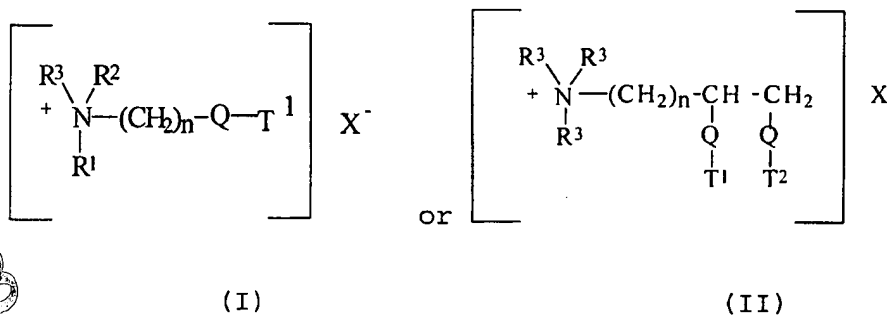 R³ R² R³ R³
+ N—(CH₂)ₙ–Q—T¹ X⁻ + N—(CH₂)ₙ–CH -CH₂ X
R¹ R³ Q Q
or T¹ T²
(I) (II)